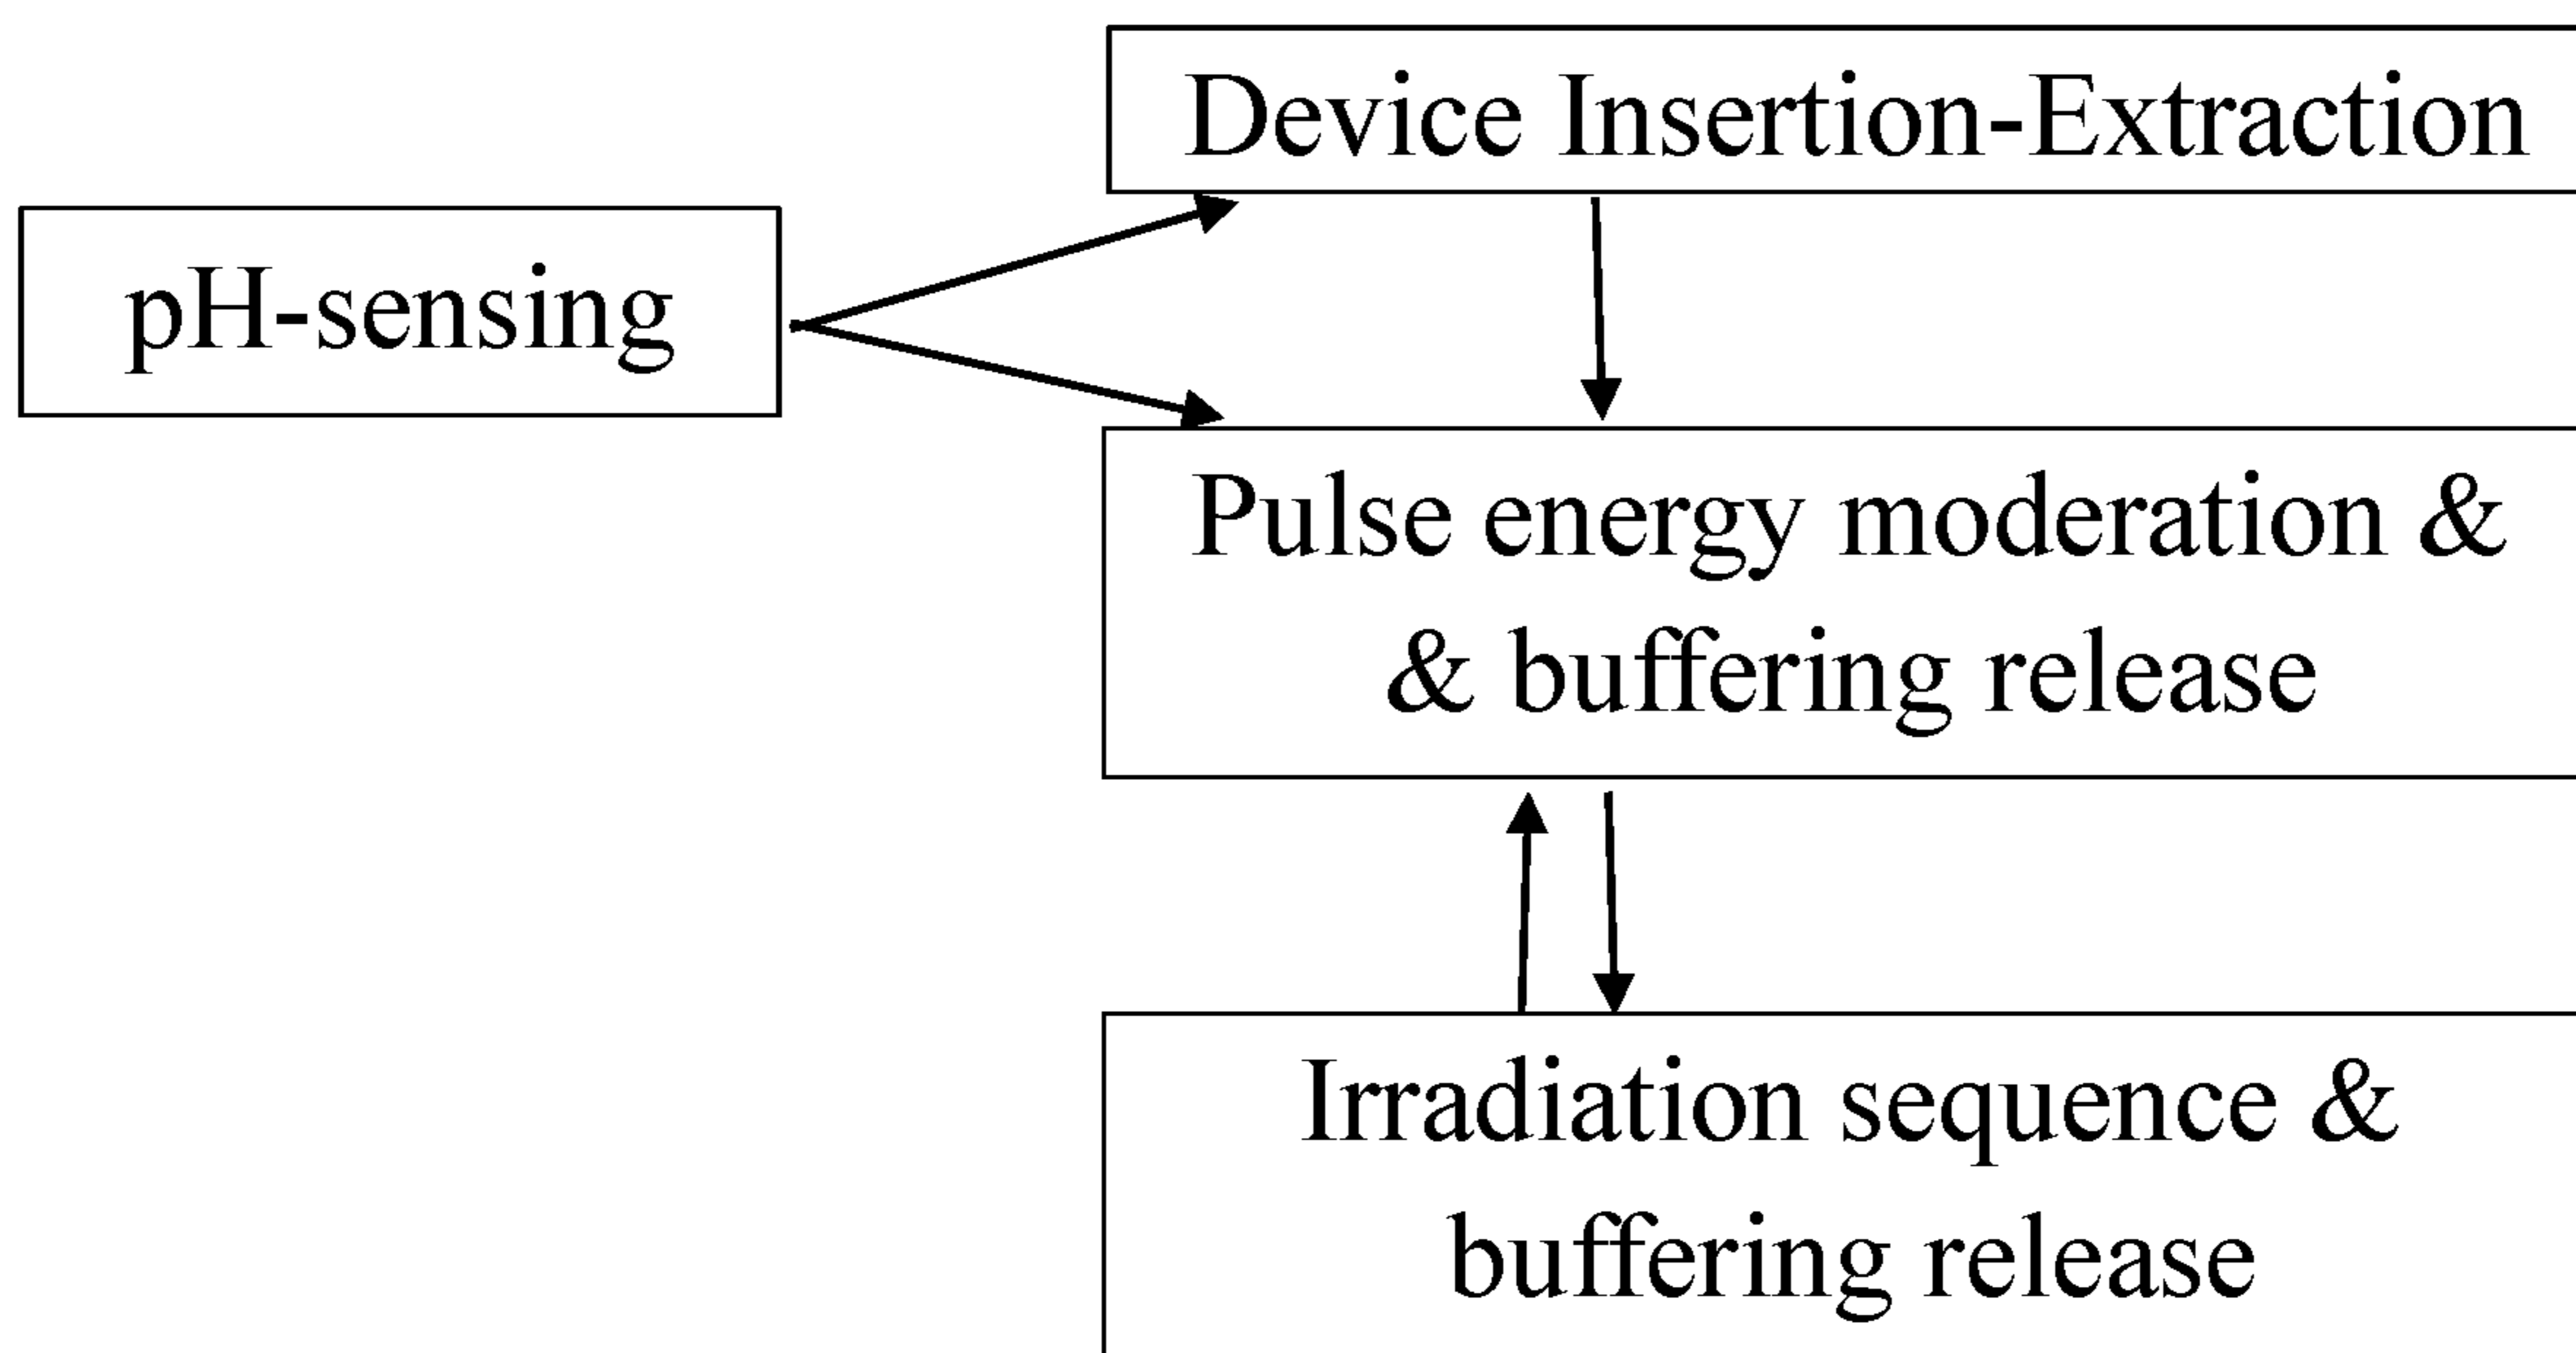 Device Insertion-Extraction
pH-sensing
Pulse energy moderation &
& buffering release
Irradiation sequence &
buffering release